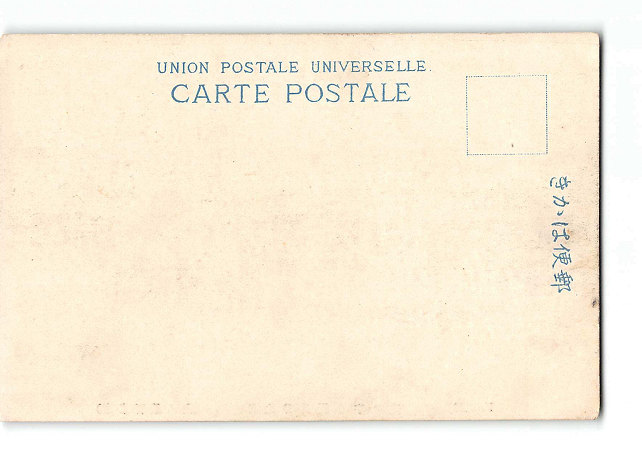 UNION POSTALE UNIVERSELLE.
CARTE POSTALE
郵便はかき